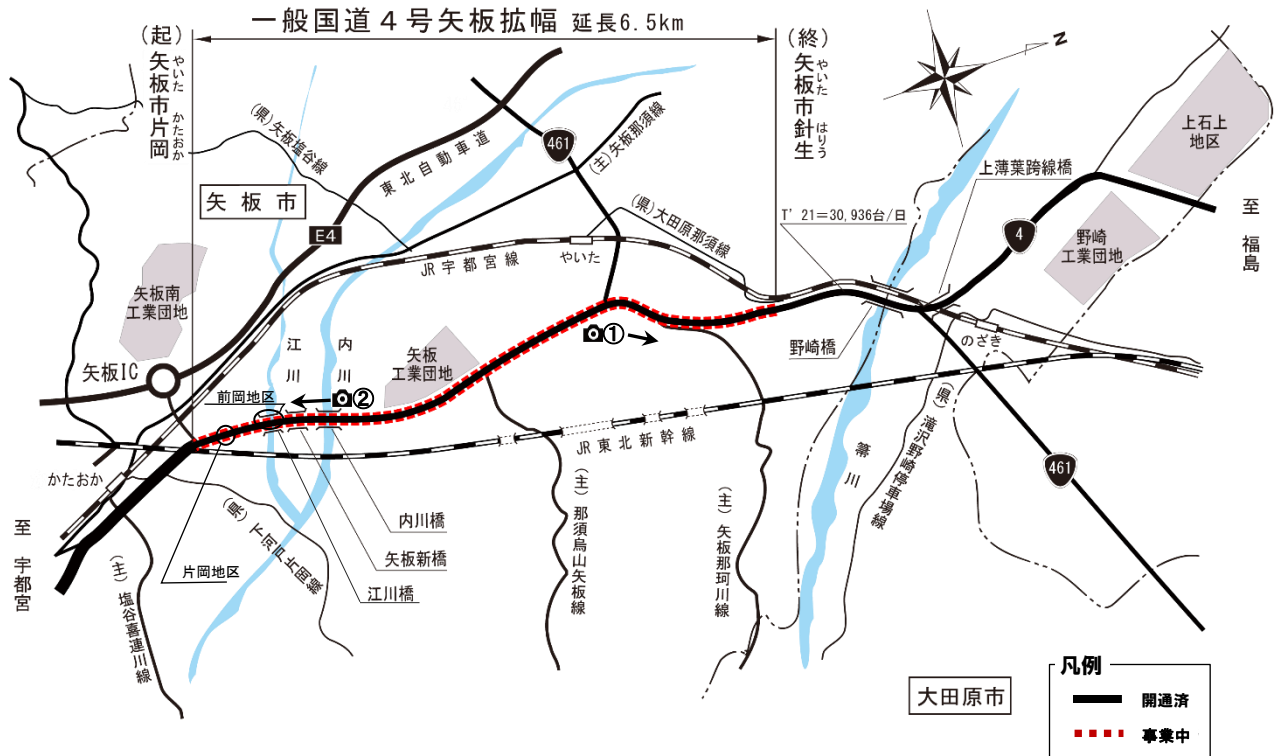 一般国道4号矢板拡幅 延長6.5km
(起)
矢板市片岡
やいた
かたおか
(終)
矢板市針生
やいた
はりう
N
上石上
地区
(県)矢板塩谷線
東北自動車道
461
(主)矢板那須線
上薄葉跨線橋
矢板市
(県)大田原那須線
T'21=30,936台/日
至 福島
E4
4
野崎
工業団地
JR宇都宮線
やいた
矢板南
工業団地
江川
内川
矢板
工業団地
①
野崎橋
のざき
矢板IC
前岡地区
②
JR東北新幹線
(県)滝沢野崎停車場線
かたおか
箒川
461
至 宇都宮
(県)下河戸片岡線
内川橋
(主)那須烏山矢板線
(主)矢板那珂川線
片岡地区
矢板新橋
(主)塩谷喜連川線
江川橋
大田原市
凡例
開通済
事業中